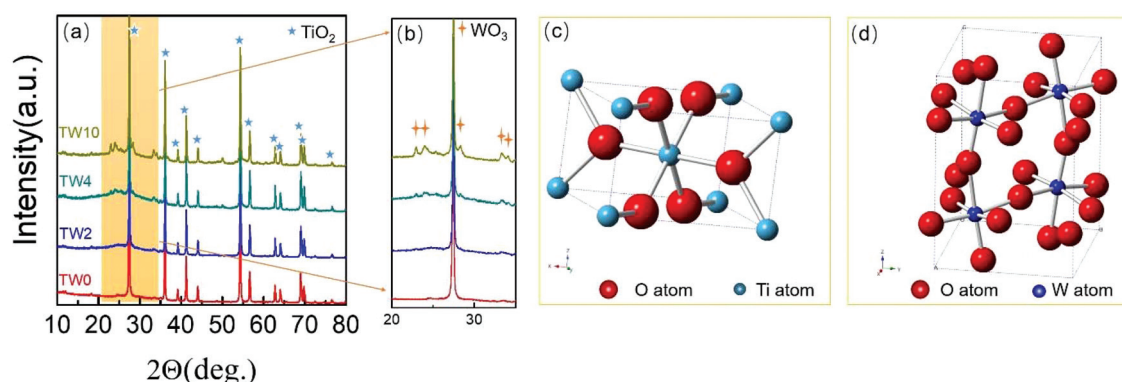 (a)
★TiO2
TW10
TW4
TW2
TW0
Intensity(a.u.)
10 20 30 40 50 60 70 80
2Θ(deg.)
(b)
WO3
20 30
(c)
O atom
Ti atom
(d)
O atom
W atom